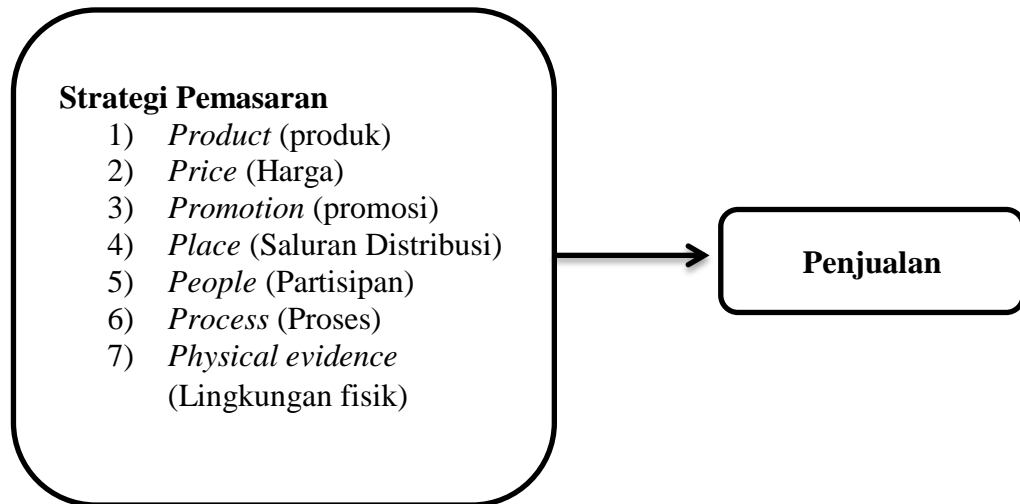 Strategi Pemasaran
1) Product (produk)
2) Price (Harga)
3) Promotion (promosi)
4) Place (Saluran Distribusi)
5) People (Partisipan)
6) Process (Proses)
7) Physical evidence
(Lingkungan fisik)
Penjualan